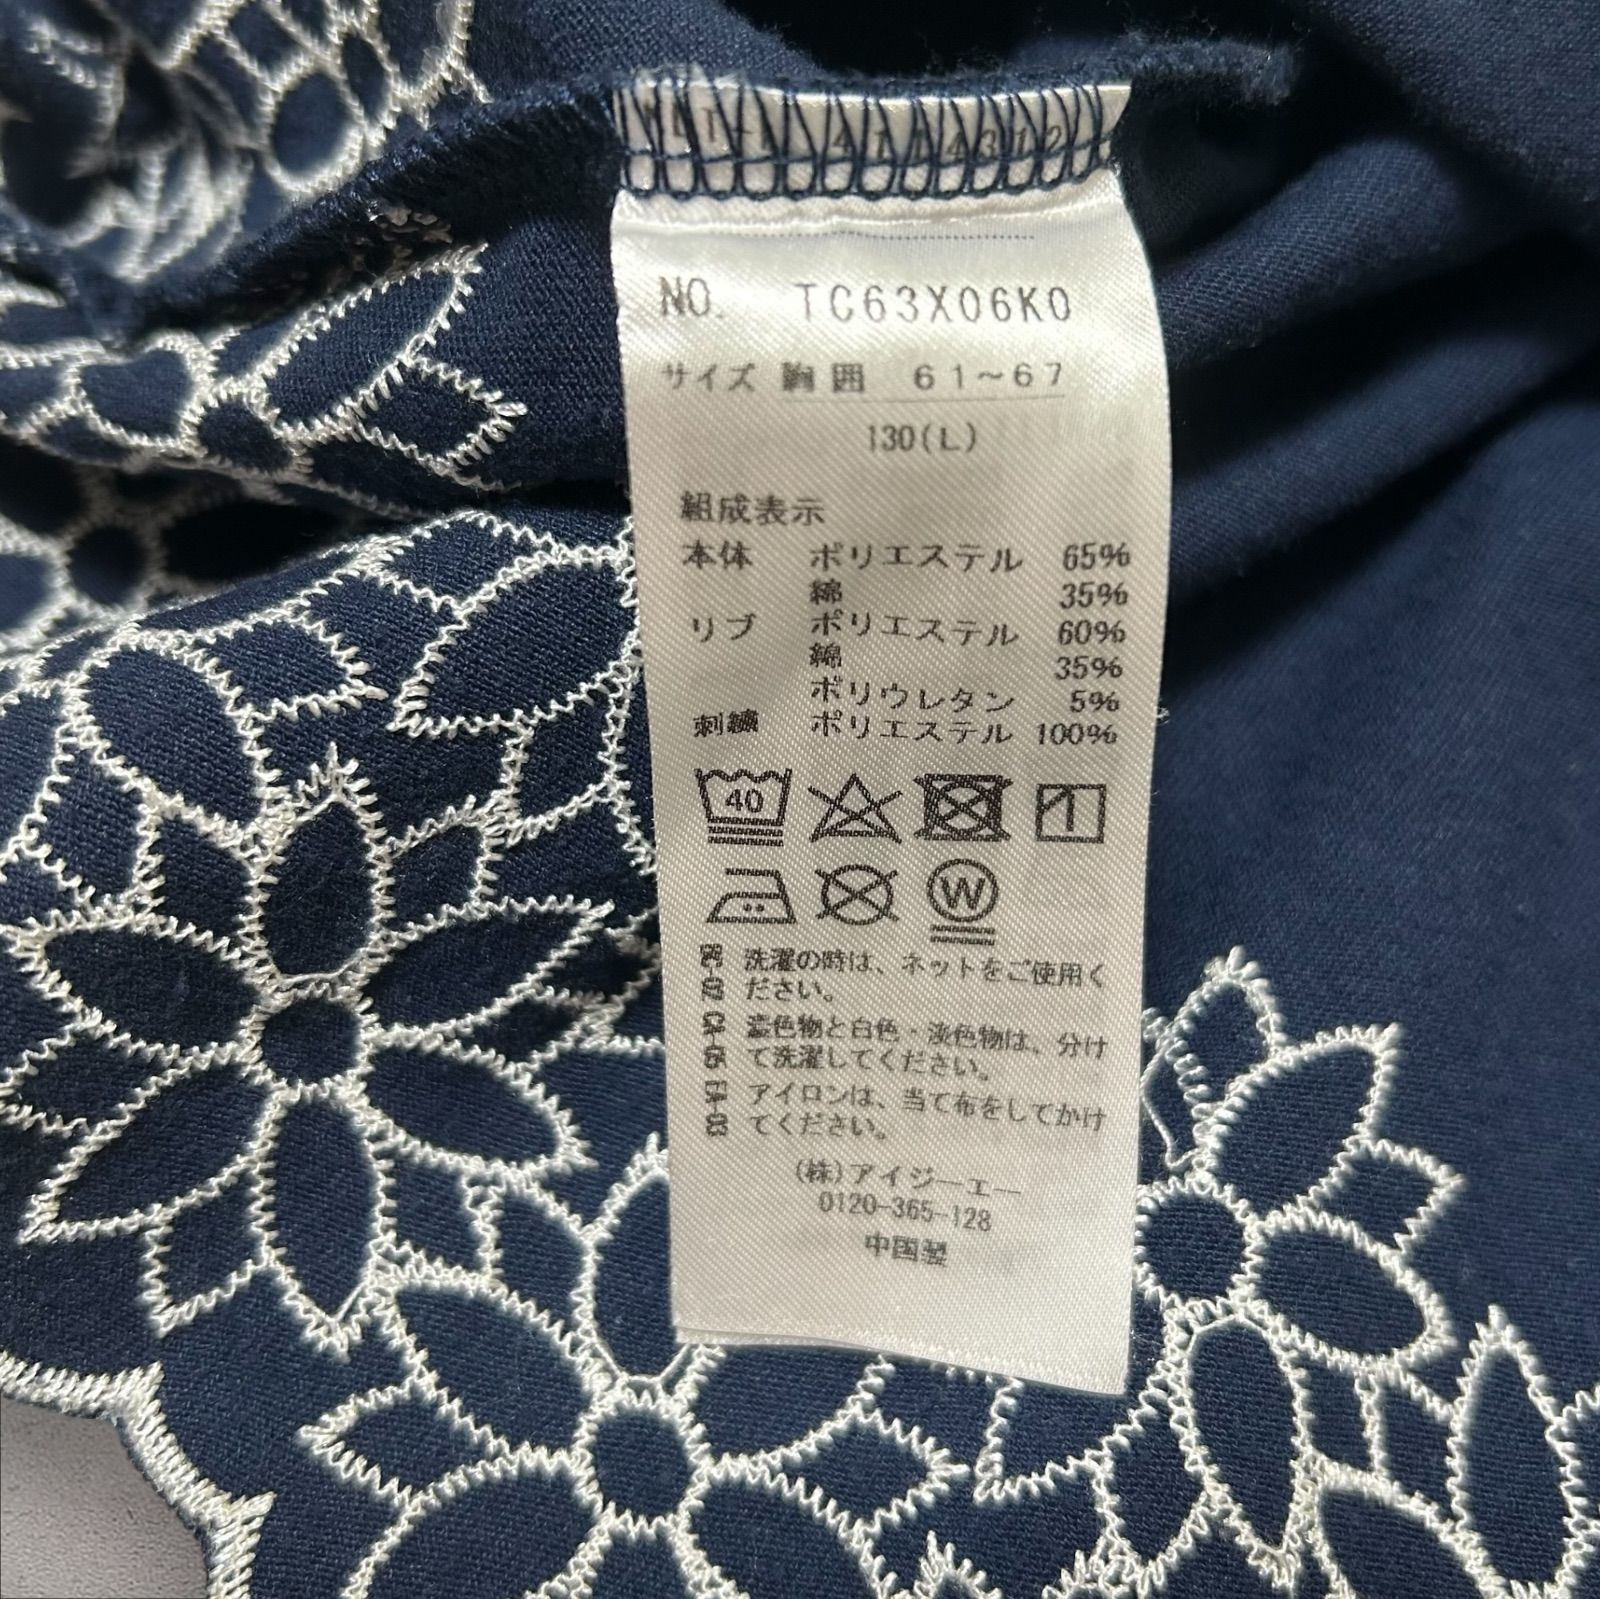 NO. TC63X06K0
サイズ 胸囲 61〜67
130(L)
組成表示
本体 ポリエステル 65%
綿 35%
リブ ポリエステル 60%
綿 35%
ポリウレタン 5%
刺繍 ポリエステル 100%
40
W
洗濯の時は、ネットをご使用く
ださい。
濃色物と白色・淡色物は、分け
て洗濯してください。
アイロンは、当て布をしてかけ
てください。
(株)アイジーエー
0120-365-128
中国製